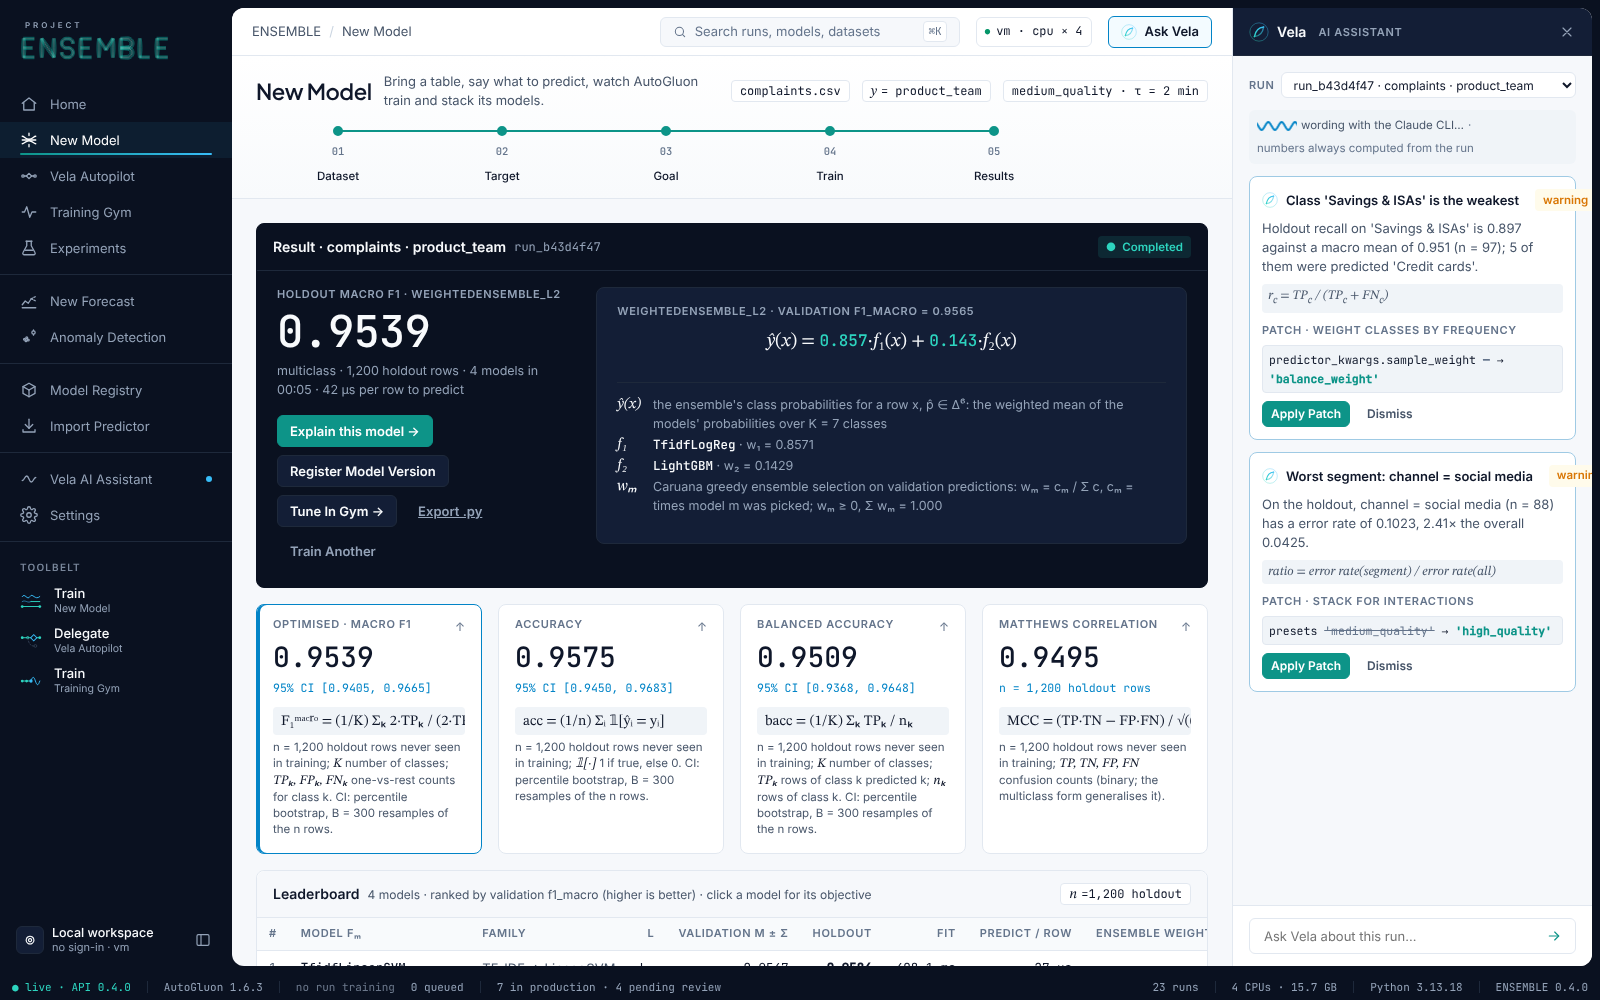 PROJECT
ENSEMBLE
Home
New Model
Vela Autopilot
Training Gym
Experiments
New Forecast
Anomaly Detection
Model Registry
Import Predictor
Vela AI Assistant
Settings
TOOLBELT
Train
New Model
Delegate
Vela Autopilot
Train
Training Gym
Local workspace
no sign-in · vm
ENSEMBLE / New Model
Search runs, models, datasets ⌘K
vm · cpu × 4
Ask Vela
New Model
Bring a table, say what to predict, watch AutoGluon
train and stack its models.
complaints.csv
y = product_team
medium_quality · τ = 2 min
01 02 03 04 05
Dataset Target Goal Train Results
Result · complaints · product_team run_b43d4f47
Completed
HOLDOUT MACRO F1 · WEIGHTEDENSEMBLE_L2
0.9539
multiclass · 1,200 holdout rows · 4 models in
00:05 · 42 µs per row to predict
Explain this model →
Register Model Version
Tune In Gym → Export .py
Train Another
WEIGHTEDENSEMBLE_L2 · VALIDATION F1_MACRO = 0.9565
ŷ(x) = 0.857·f₁(x) + 0.143·f₂(x)
ŷ(x) the ensemble's class probabilities for a row x, p̂ ∈ Δ⁶: the weighted mean of the
models' probabilities over K = 7 classes
f₁ TfidfLogReg · w₁ = 0.8571
f₂ LightGBM · w₂ = 0.1429
wₘ Caruana greedy ensemble selection on validation predictions: wₘ = cₘ / Σ c, cₘ =
times model m was picked; wₘ ≥ 0, Σ wₘ = 1.000
OPTIMISED · MACRO F1 ↑
0.9539
95% CI [0.9405, 0.9665]
F₁ᵐᵃᶜʳᵒ = (1/K) Σₖ 2·TPₖ / (2·TI
n = 1,200 holdout rows never seen
in training; K number of classes;
TPₖ, FPₖ, FNₖ one-vs-rest counts
for class k. CI: percentile
bootstrap, B = 300 resamples of
the n rows.
ACCURACY ↑
0.9575
95% CI [0.9450, 0.9683]
acc = (1/n) Σᵢ 𝟙[ŷᵢ = yᵢ]
n = 1,200 holdout rows never seen
in training; 𝟙[·] 1 if true, else 0. CI:
percentile bootstrap, B = 300
resamples of the n rows.
BALANCED ACCURACY ↑
0.9509
95% CI [0.9368, 0.9648]
bacc = (1/K) Σₖ TPₖ / nₖ
n = 1,200 holdout rows never seen
in training; K number of classes;
TPₖ rows of class k predicted k; nₖ
rows of class k. CI: percentile
bootstrap, B = 300 resamples of
the n rows.
MATTHEWS CORRELATION ↑
0.9495
n = 1,200 holdout rows
MCC = (TP·TN − FP·FN) / √(
n = 1,200 holdout rows never seen
in training; TP, TN, FP, FN
confusion counts (binary; the
multiclass form generalises it).
Leaderboard 4 models · ranked by validation f1_macro (higher is better) · click a model for its objective
n =1,200 holdout
# MODEL Fₘ FAMILY L VALIDATION M ± Σ HOLDOUT FIT PREDICT / ROW ENSEMBLE WEIGHT
Vela AI ASSISTANT
RUN run_b43d4f47 · complaints · product_team
wording with the Claude CLI... ·
numbers always computed from the run
Class 'Savings & ISAs' is the weakest warning
Holdout recall on 'Savings & ISAs' is 0.897
against a macro mean of 0.951 (n = 97); 5 of
them were predicted 'Credit cards'.
r_c = TP_c / (TP_c + FN_c)
PATCH · WEIGHT CLASSES BY FREQUENCY
predictor_kwargs.sample_weight — →
'balance_weight'
Apply Patch Dismiss
Worst segment: channel = social media warnin
On the holdout, channel = social media (n = 88)
has a error rate of 0.1023, 2.41× the overall
0.0425.
ratio = error rate(segment) / error rate(all)
PATCH · STACK FOR INTERACTIONS
presets 'medium_quality' → 'high_quality'
Apply Patch Dismiss
Ask Vela about this run... →
live · API 0.4.0 AutoGluon 1.6.3 no run training 0 queued 7 in production · 4 pending review 23 runs 4 CPUs · 15.7 GB Python 3.13.18 ENSEMBLE 0.4.0